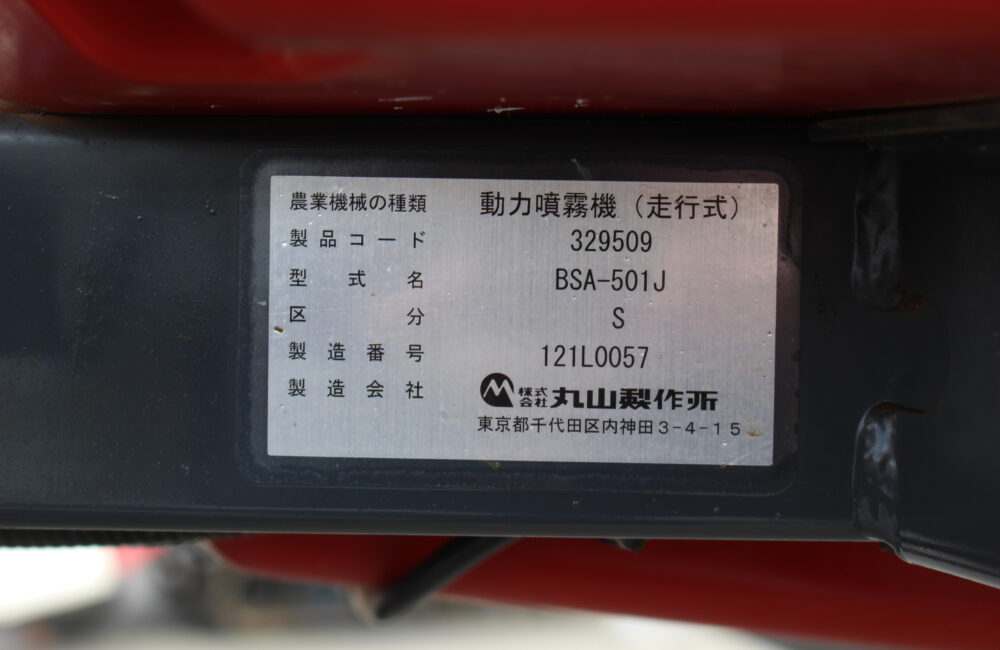 農業機械の種類 動力噴霧機（走行式）
製品コード 329509
型式名 BSA-501J
区分 S
製造番号 121L0057
製造会社 株式会社 丸山製作所
東京都千代田区内神田3-4-15